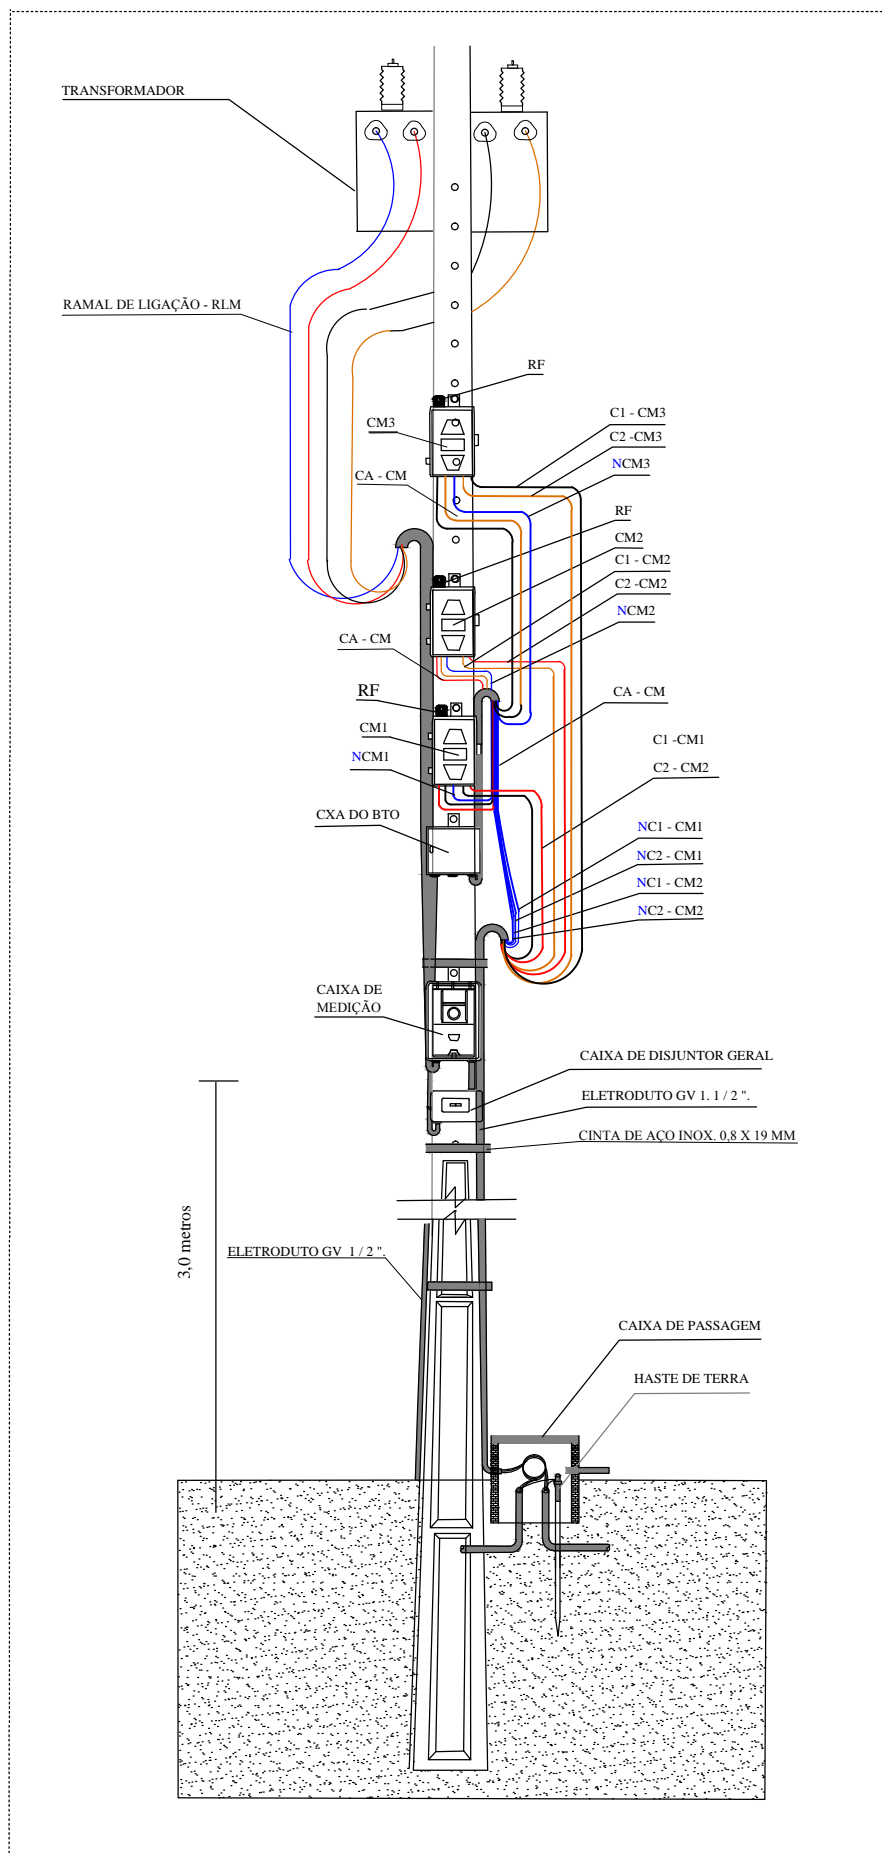 TRANSFORMADOR
RAMAL DE LIGAÇÃO - RLM
RF
C1 - CM3
CM3
C2 -CM3
NCM3
CA - CM
RF
CM2
C1 - CM2
C2 -CM2
NCM2
CA - CM
RF
CA - CM
CM1
C1 -CM1
NCM1
C2 - CM2
CXA DO BTO
NC1 - CM1
NC2 - CM1
NC1 - CM2
NC2 - CM2
CAIXA DE
MEDIÇÃO
CAIXA DE DISJUNTOR GERAL
ELETRODUTO GV 1. 1 / 2 ".
CINTA DE AÇO INOX. 0,8 X 19 MM
3,0 metros
ELETRODUTO GV 1 / 2 ".
CAIXA DE PASSAGEM
HASTE DE TERRA